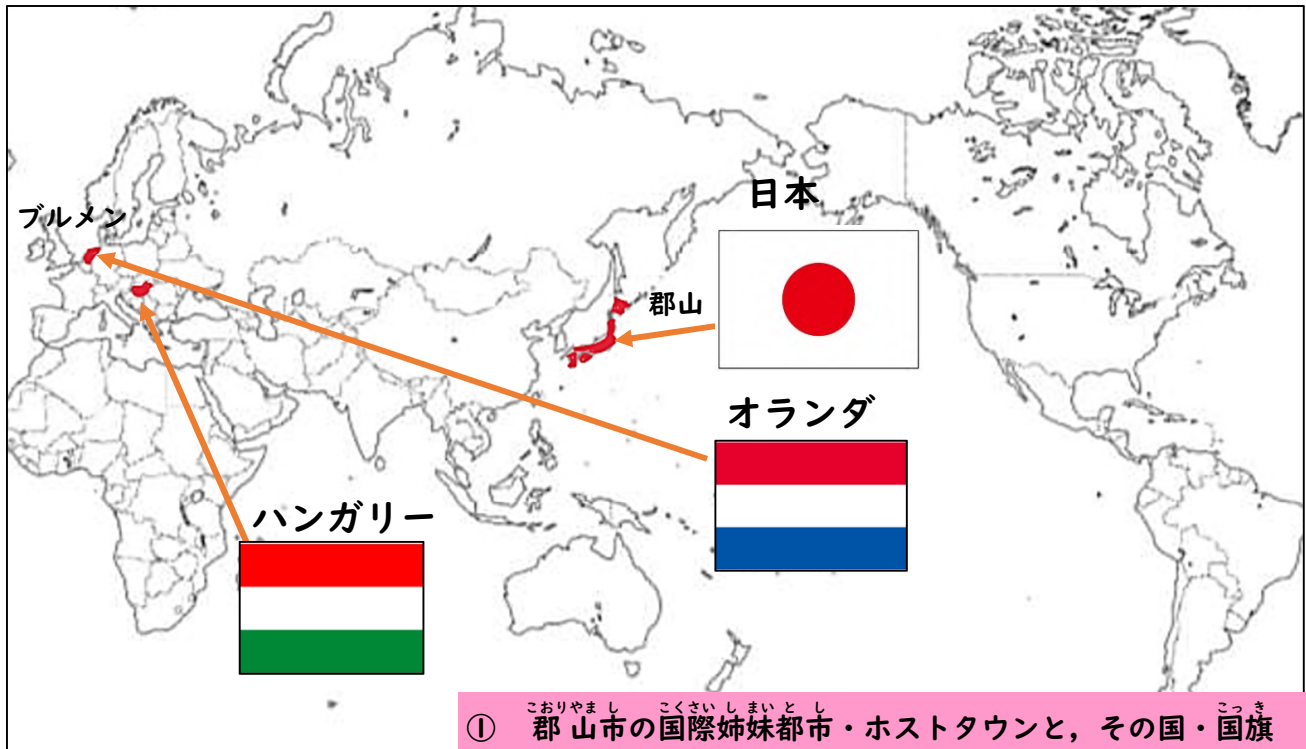 日本
ブルメン
郡山
オランダ
ハンガリー
こおりやま し こくさい し まい と し こっ き
① 郡山市の国際姉妹都市・ホストタウンと，その国・国旗